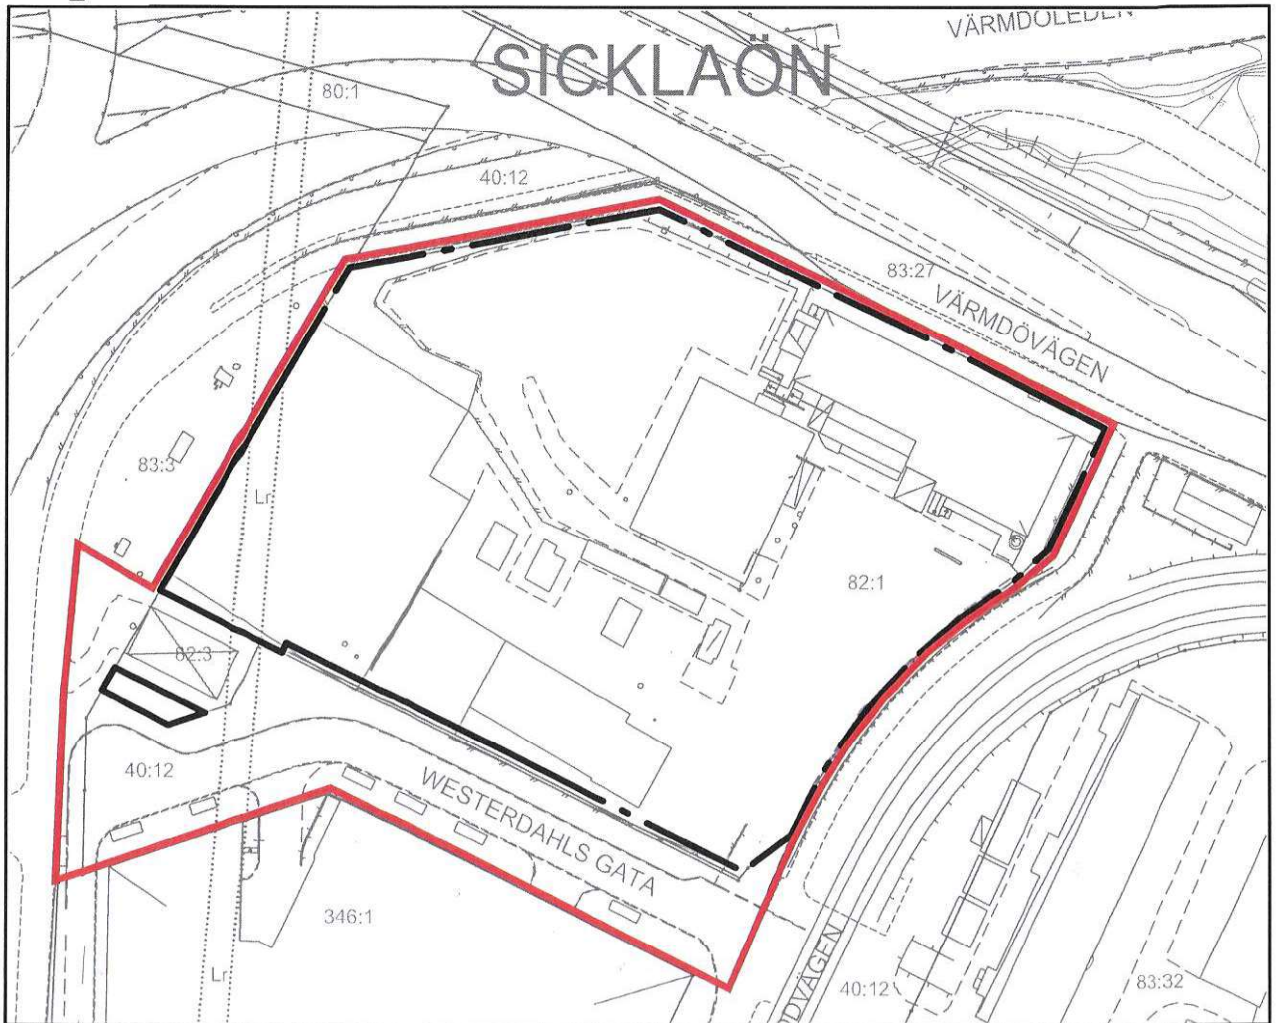 VÄRMDÖLEDEN
SICKLAÖN
80:1
40:12
83:27
VÄRMDÖVÄGEN
83:3
Lr
82:1
82:3
40:12
WESTERDAHLS GATA
346:1
Lr
40:12
83:32